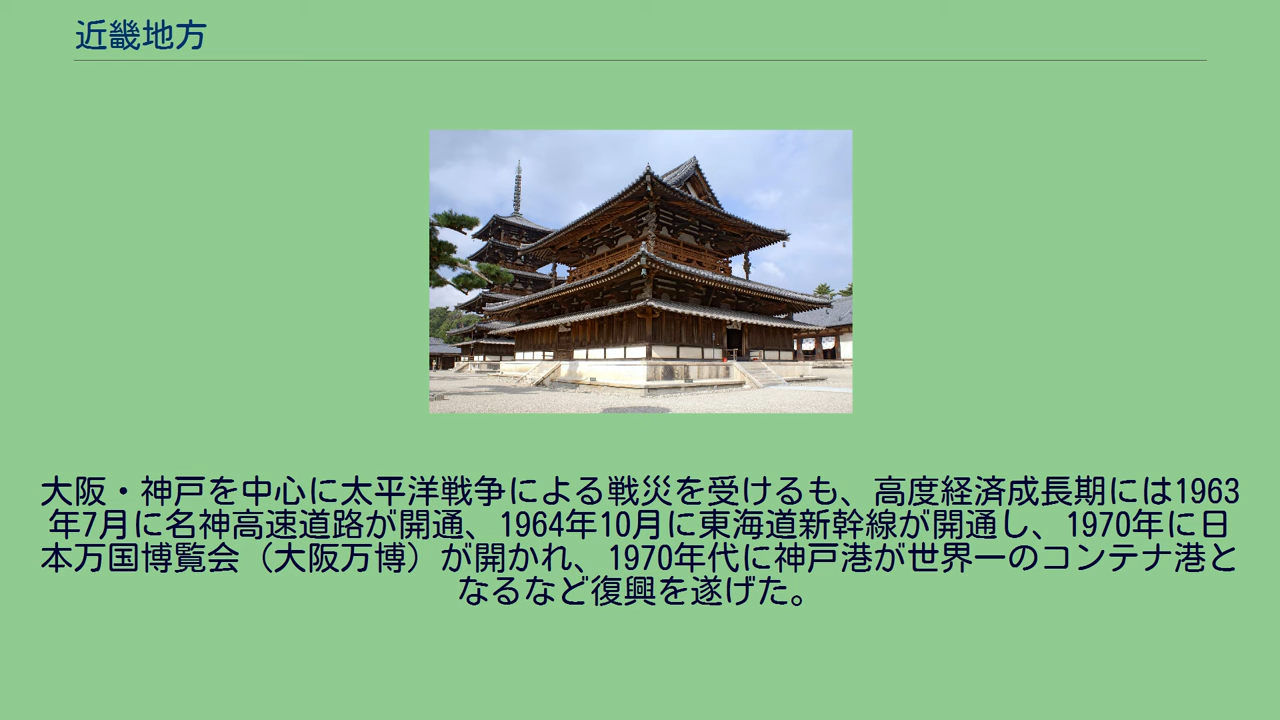 近畿地方
大阪・神戸を中心に太平洋戦争による戦災を受けるも、高度経済成長期には1963
年7月に名神高速道路が開通、1964年10月に東海道新幹線が開通し、1970年に日
本万国博覧会（大阪万博）が開かれ、1970年代に神戸港が世界一のコンテナ港と
なるなど復興を遂げた。